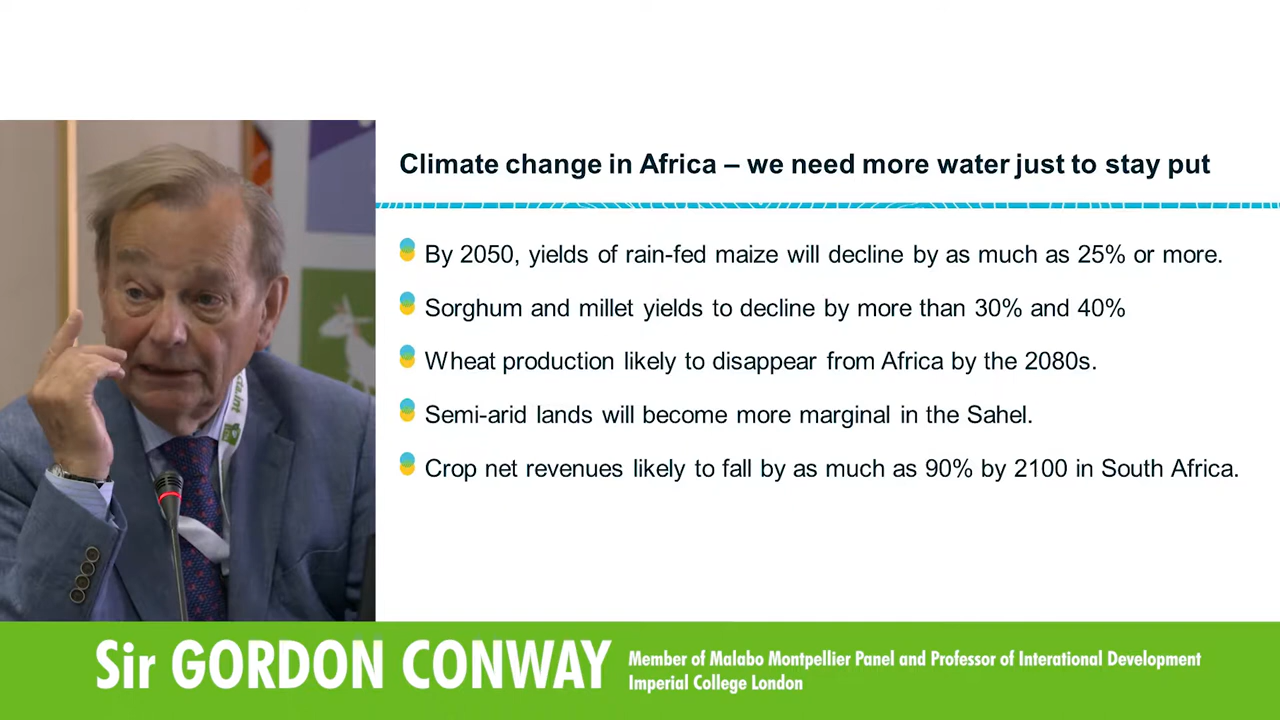 Climate change in Africa – we need more water just to stay put
By 2050, yields of rain-fed maize will decline by as much as 25% or more.
Sorghum and millet yields to decline by more than 30% and 40%
Wheat production likely to disappear from Africa by the 2080s.
Semi-arid lands will become more marginal in the Sahel.
Crop net revenues likely to fall by as much as 90% by 2100 in South Africa.
cta.int
Sir GORDON CONWAY
Member of Malabo Montpellier Panel and Professor of Interational Development
Imperial College London